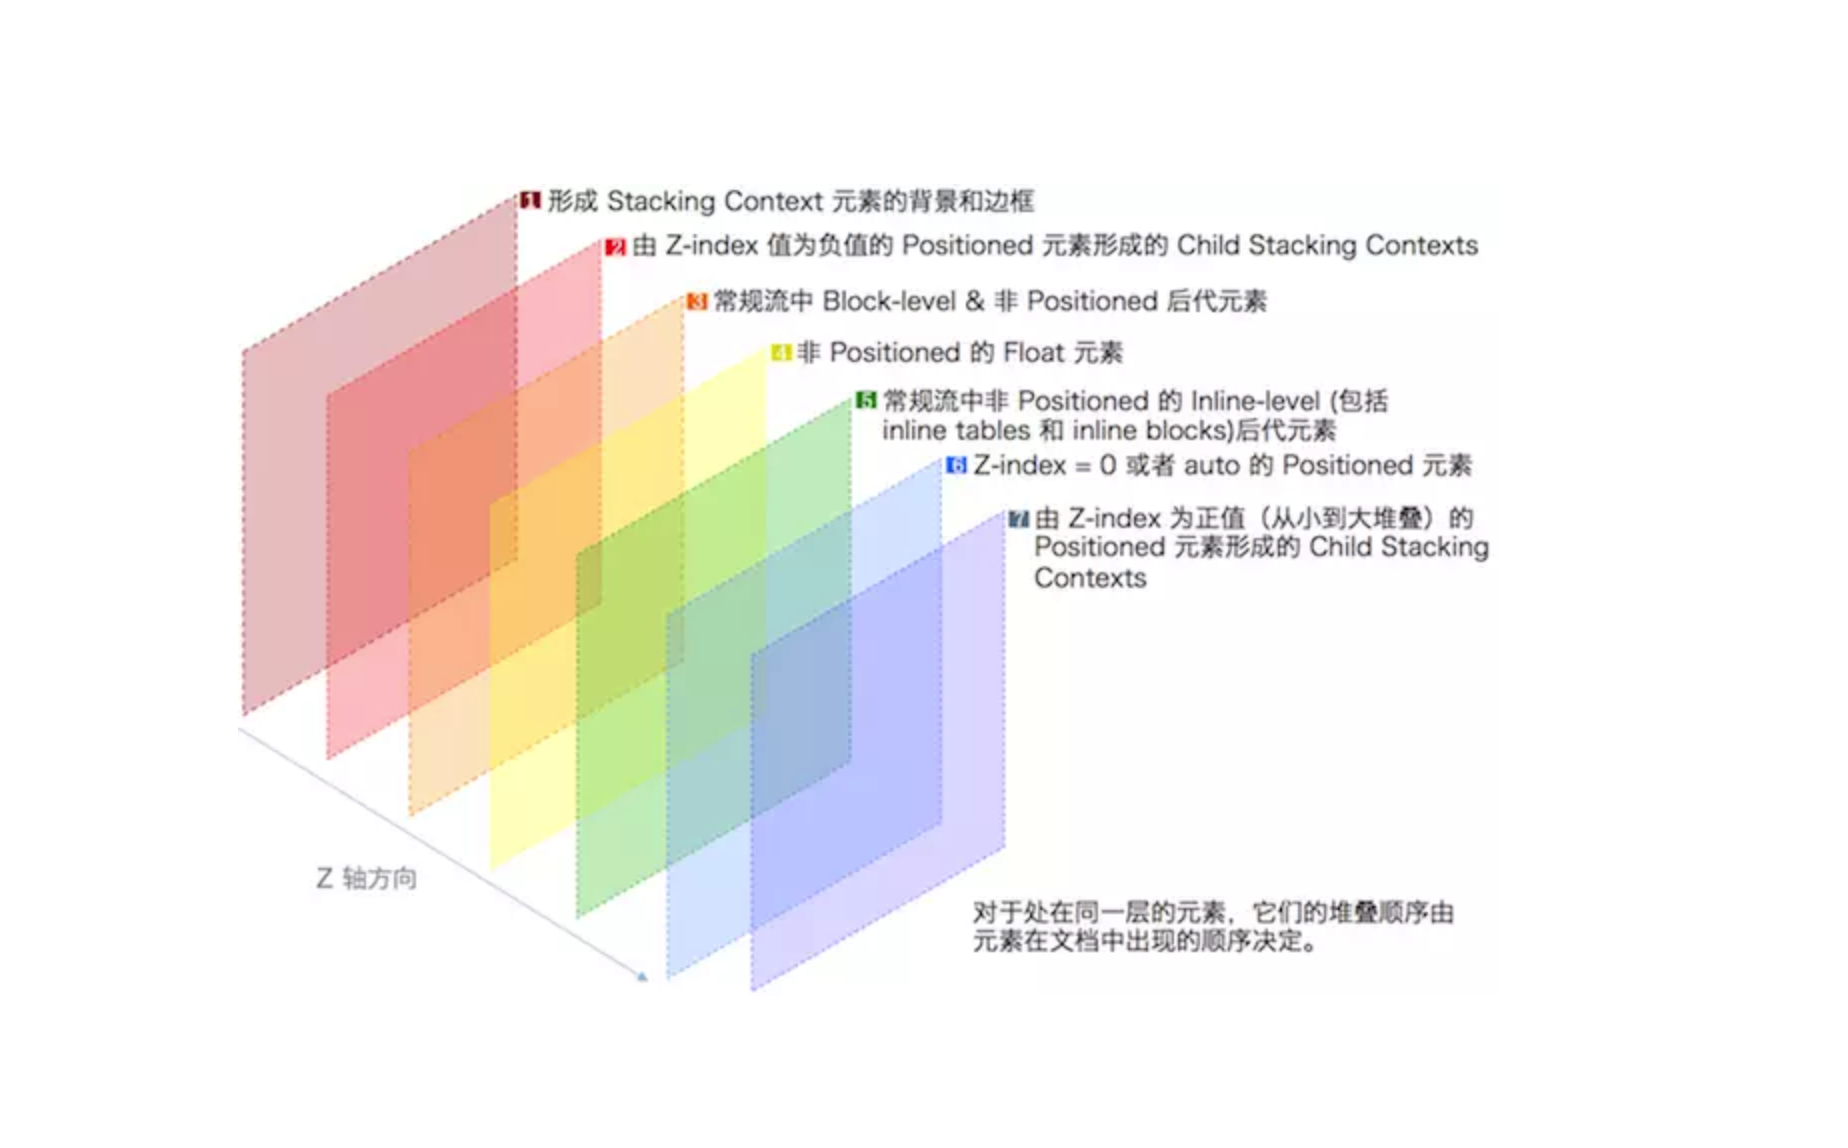 1 形成 Stacking Context 元素的背景和边框
2 由 Z-index 值为负值的 Positioned 元素形成的 Child Stacking Contexts
3 常规流中 Block-level & 非 Positioned 后代元素
4 非 Positioned 的 Float 元素
5 常规流中非 Positioned 的 Inline-level (包括
inline tables 和 inline blocks)后代元素
6 Z-index = 0 或者 auto 的 Positioned 元素
7 由 Z-index 为正值（从小到大堆叠）的
Positioned 元素形成的 Child Stacking
Contexts
Z 轴方向
对于处在同一层的元素，它们的堆叠顺序由
元素在文档中出现的顺序决定。